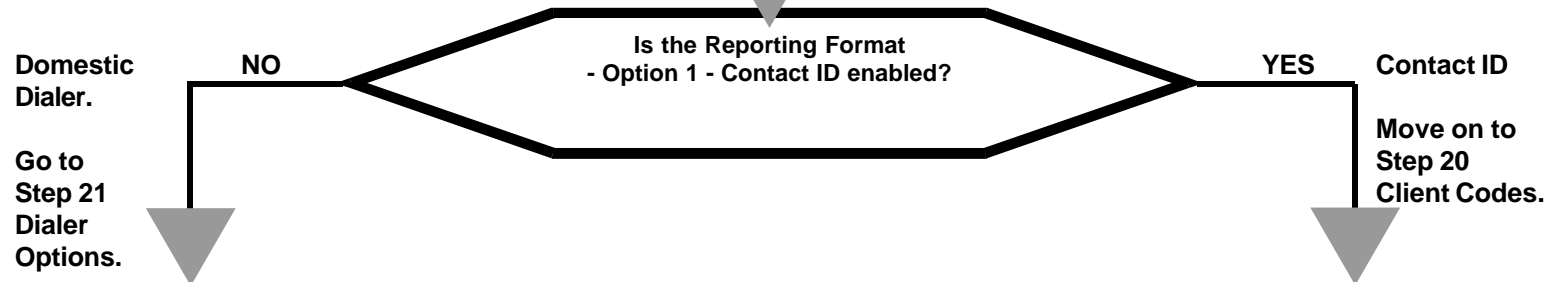 Is the Reporting Format
- Option 1 - Contact ID enabled?
NO
Domestic
Dialer.
Go to
Step 21
Dialer
Options.
YES
Contact ID
Move on to
Step 20
Client Codes.